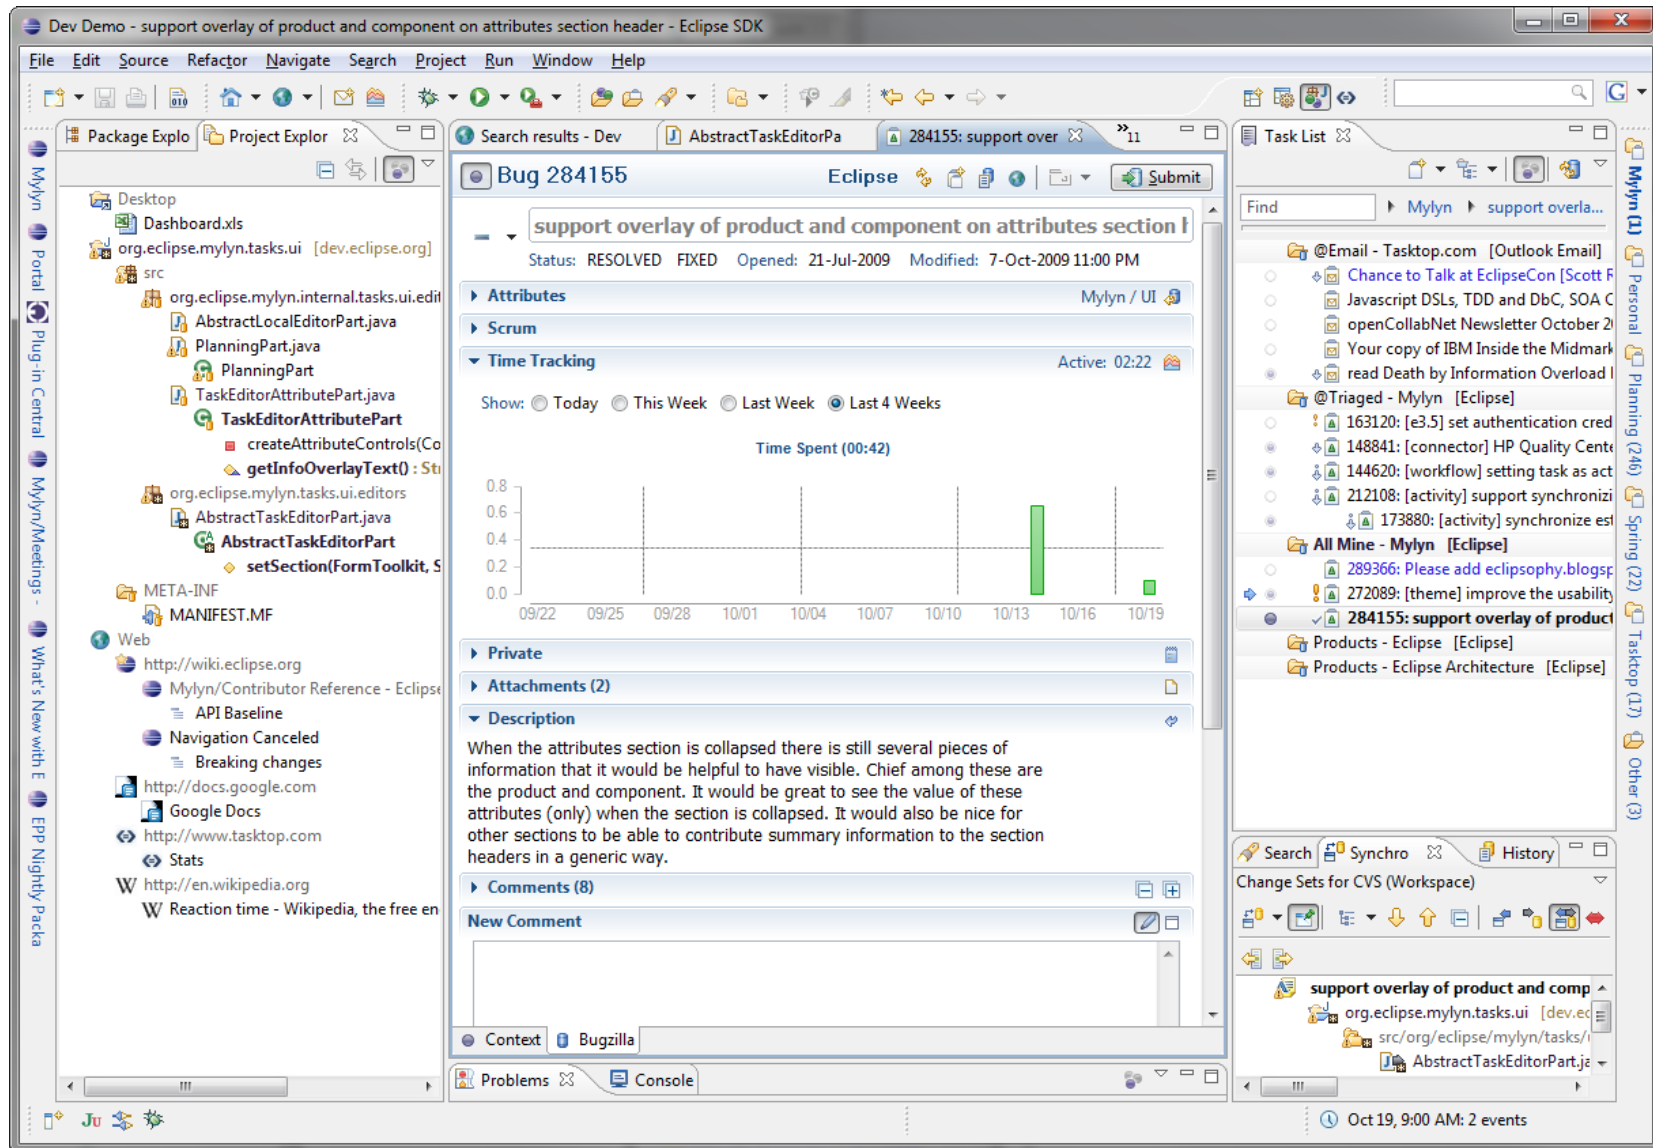 Dev Demo - support overlay of product and component on attributes section header - Eclipse SDK
File Edit Source Refactor Navigate Search Project Run Window Help
Package Explo
Project Explor
Desktop
Dashboard.xls
org.eclipse.mylyn.tasks.ui [dev.eclipse.org]
src
org.eclipse.mylyn.internal.tasks.ui.edit
AbstractLocalEditorPart.java
PlanningPart.java
PlanningPart
TaskEditorAttributePart.java
TaskEditorAttributePart
createAttributeControls(Co
getInfoOverlayText() : Stri
org.eclipse.mylyn.tasks.ui.editors
AbstractTaskEditorPart.java
AbstractTaskEditorPart
setSection(FormToolkit, S
META-INF
MANIFEST.MF
Web
http://wiki.eclipse.org
Mylyn/Contributor Reference - Eclipse
API Baseline
Navigation Canceled
Breaking changes
http://docs.google.com
Google Docs
http://www.tasktop.com
Stats
http://en.wikipedia.org
Reaction time - Wikipedia, the free en
Mylyn
Portal
Plug-in Central
Mylyn/Meetings -
What's New with E
EPP Nightly Packa
Search results - Dev
AbstractTaskEditorPa
284155: support over
11
Bug 284155
Eclipse
Submit
support overlay of product and component on attributes section h
Status: RESOLVED FIXED Opened: 21-Jul-2009 Modified: 7-Oct-2009 11:00 PM
Attributes
Mylyn / UI
Scrum
Time Tracking
Active: 02:22
Show: Today This Week Last Week Last 4 Weeks
Time Spent (00:42)
0.8
0.6
0.4
0.2
0.0
09/22 09/25 09/28 10/01 10/04 10/07 10/10 10/13 10/16 10/19
Private
Attachments (2)
Description
When the attributes section is collapsed there is still several pieces of
information that it would be helpful to have visible. Chief among these are
the product and component. It would be great to see the value of these
attributes (only) when the section is collapsed. It would also be nice for
other sections to be able to contribute summary information to the section
headers in a generic way.
Comments (8)
New Comment
Context
Bugzilla
Problems
Console
Task List
Find
Mylyn
support overla...
@Email - Tasktop.com [Outlook Email]
Chance to Talk at EclipseCon [Scott R
Javascript DSLs, TDD and DbC, SOA C
openCollabNet Newsletter October 2
Your copy of IBM Inside the Midmark
read Death by Information Overload
@Triaged - Mylyn [Eclipse]
163120: [e3.5] set authentication cred
148841: [connector] HP Quality Cente
144620: [workflow] setting task as act
212108: [activity] support synchronizi
173880: [activity] synchronize est
All Mine - Mylyn [Eclipse]
289366: Please add eclipsophy.blogsp
272089: [theme] improve the usability
284155: support overlay of product
Products - Eclipse [Eclipse]
Products - Eclipse Architecture [Eclipse]
Mylyn (1)
Personal
Planning (246)
Spring (22)
Tasktop (17)
Other (3)
Search
Synchro
History
Change Sets for CVS (Workspace)
support overlay of product and comp
org.eclipse.mylyn.tasks.ui [dev.ec
src/org/eclipse/mylyn/tasks/
AbstractTaskEditorPart.ja
Ju
Oct 19, 9:00 AM: 2 events